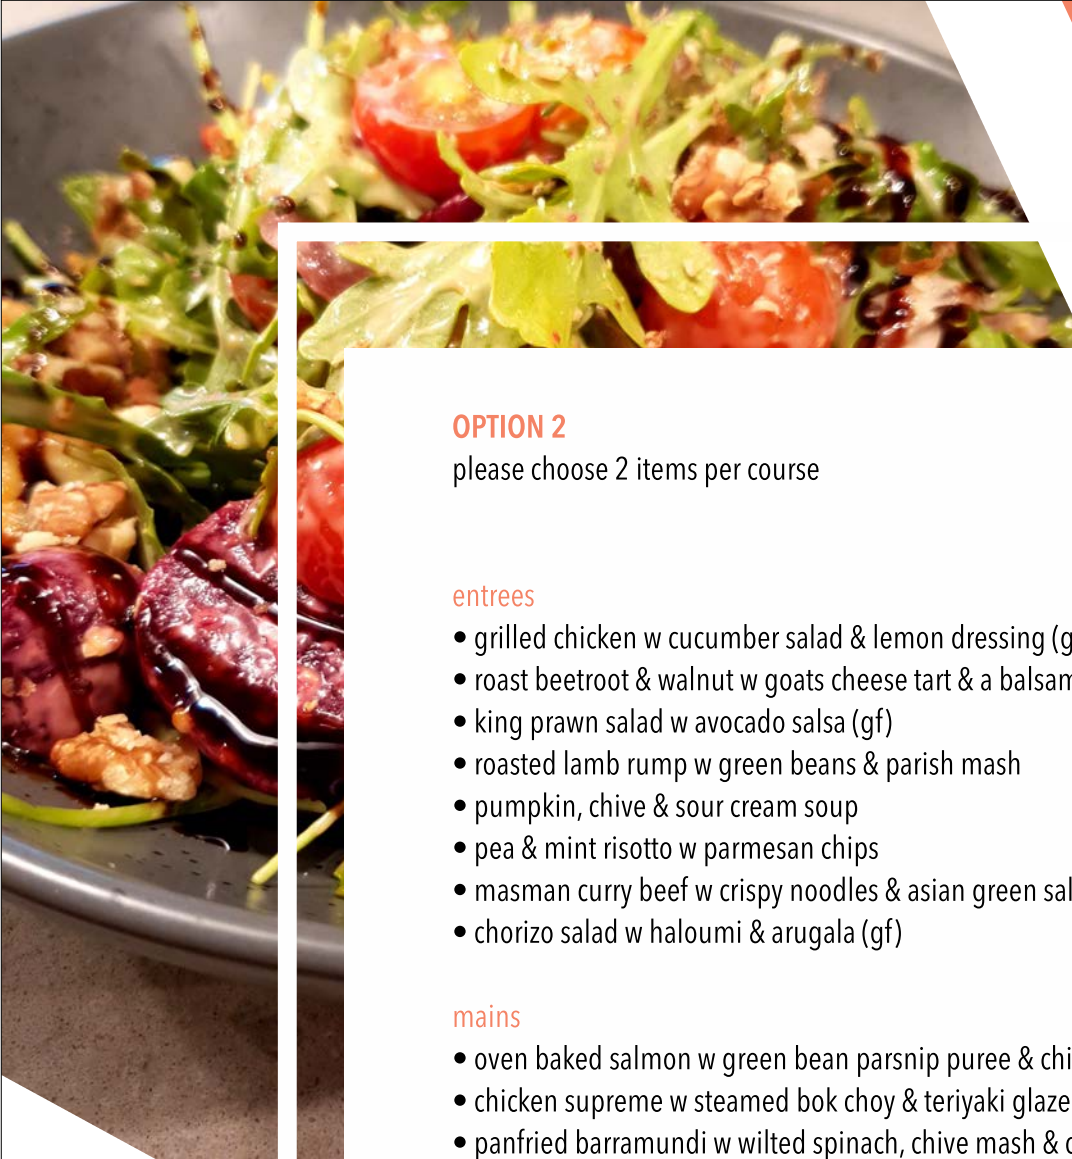 OPTION 2
please choose 2 items per course
entrees
• grilled chicken w cucumber salad & lemon dressing (g
• roast beetroot & walnut w goats cheese tart & a balsam
• king prawn salad w avocado salsa (gf)
• roasted lamb rump w green beans & parish mash
• pumpkin, chive & sour cream soup
• pea & mint risotto w parmesan chips
• masman curry beef w crispy noodles & asian green sal
• chorizo salad w haloumi & arugala (gf)
mains
• oven baked salmon w green bean parsnip puree & chi
• chicken supreme w steamed bok choy & teriyaki glaze
• panfried barramundi w wilted spinach, chive mash &